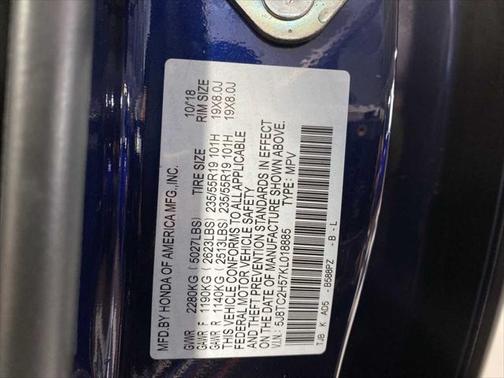 MFD.BY HONDA OF AMERICA MFG.,INC. 10/18
GVWR 2280KG (5027LBS) TIRE SIZE RIM SIZE
GAWR F 1190KG (2623LBS) 235/55R19 101H 19X8.0J
GAWR R 1140KG (2513LBS) 235/55R19 101H 19X8.0J
THIS VEHICLE CONFORMS TO ALL APPLICABLE
FEDERAL MOTOR VEHICLE SAFETY
AND THEFT PREVENTION STANDARDS IN EFFECT
ON THE DATE OF MANUFACTURE SHOWN ABOVE.
V.I.N.: 5J8TC2H57KL018885 TYPE: MPV
TJB K AD5 -B588PZ -B-L